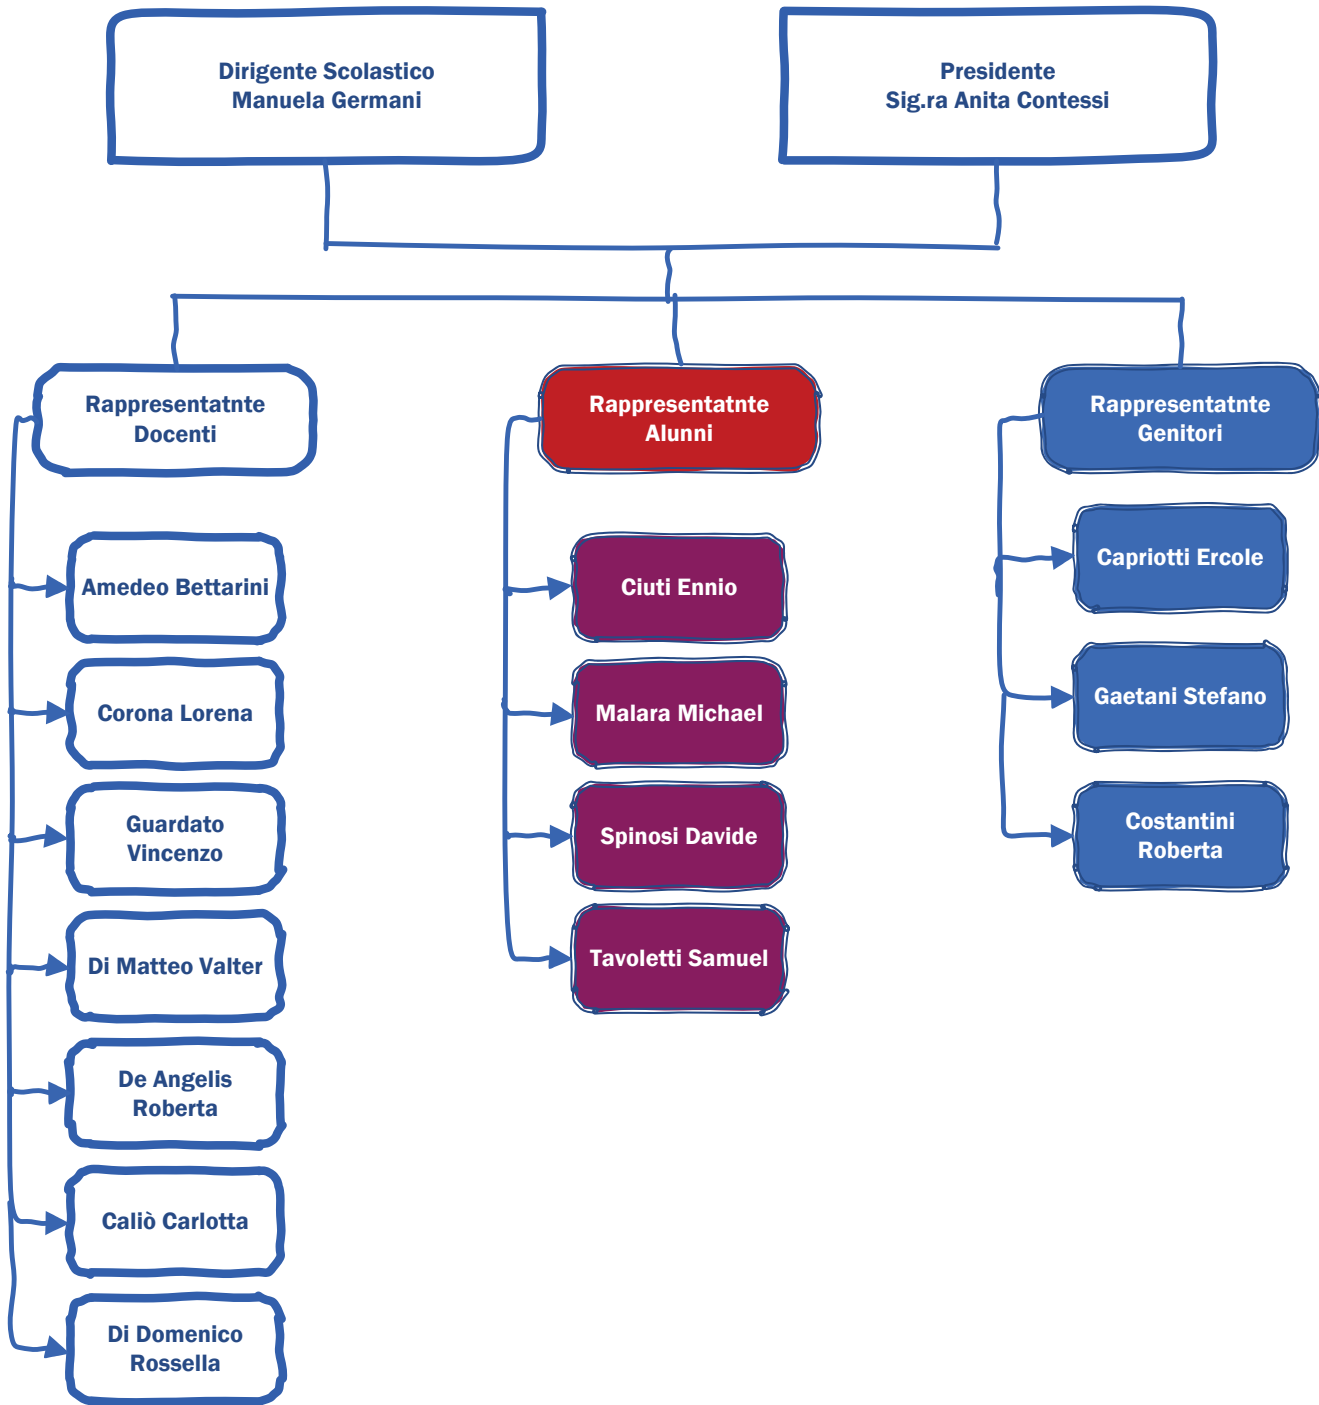 Dirigente Scolastico
Manuela Germani
Presidente
Sig.ra Anita Contessi
Rappresentatnte
Docenti
Rappresentatnte
Alunni
Rappresentatnte
Genitori
Amedeo Bettarini
Corona Lorena
Guardato
Vincenzo
Di Matteo Valter
De Angelis
Roberta
Caliò Carlotta
Di Domenico
Rossella
Ciuti Ennio
Malara Michael
Spinosi Davide
Tavoletti Samuel
Capriotti Ercole
Gaetani Stefano
Costantini
Roberta